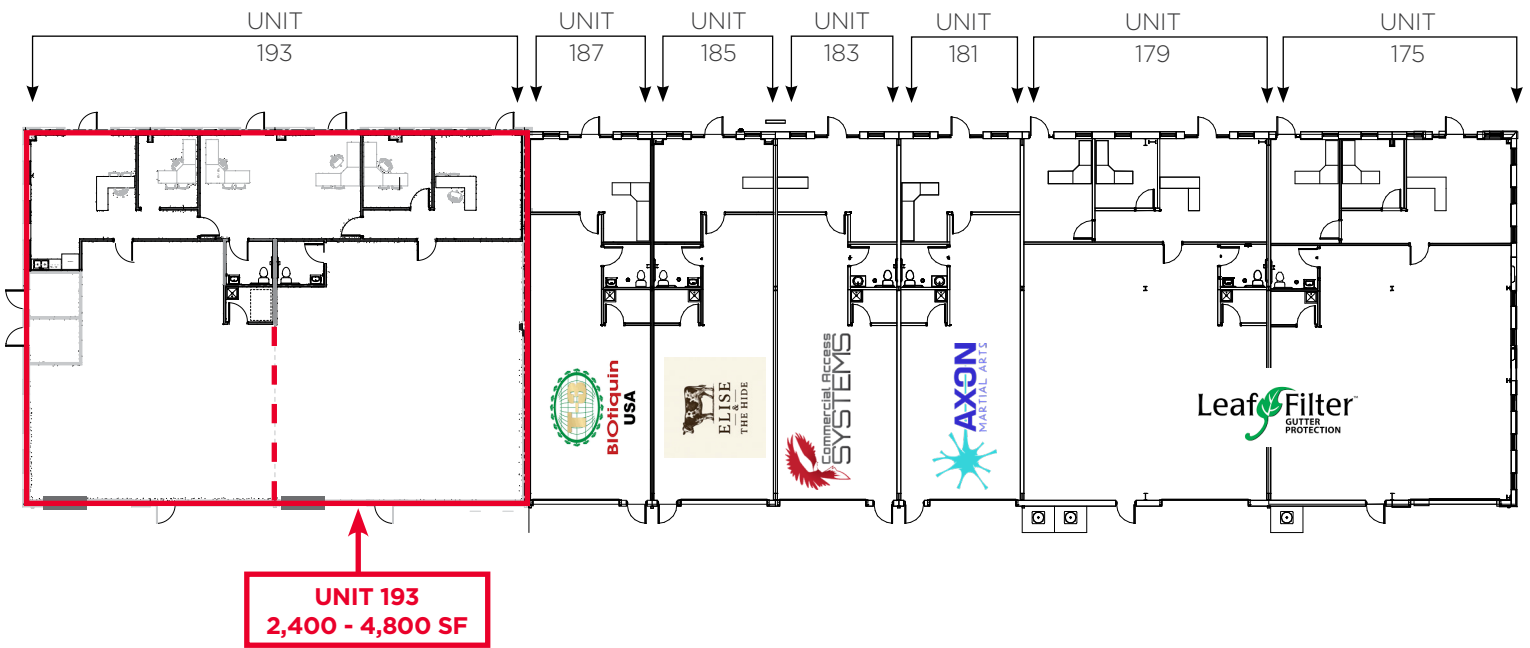 UNIT
193
UNIT
187
UNIT
185
UNIT
183
UNIT
181
UNIT
179
UNIT
175
BIOtiquin
USA
ELISE
&
THE HIDE
Commercial Access
SYSTEMS
AXON
MARTIAL ARTS
LeafFilter™
GUTTER
PROTECTION
UNIT 193
2,400 - 4,800 SF